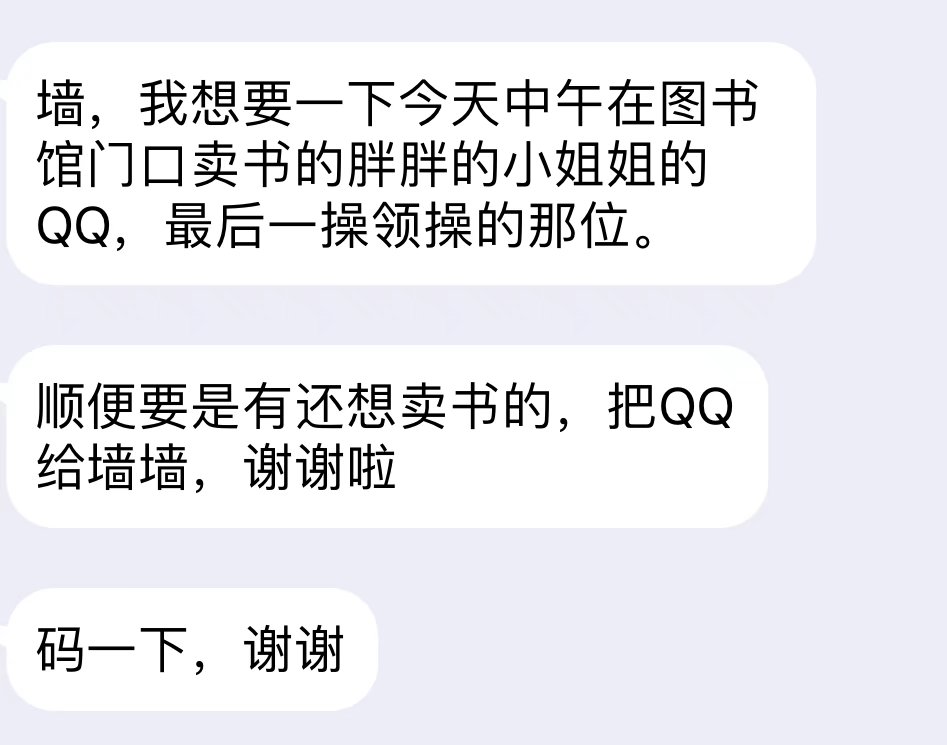 墙，我想要一下今天中午在图书
馆门口卖书的胖胖的小姐姐的
QQ，最后一操领操的那位。
顺便要是有还想卖书的，把QQ
给墙墙，谢谢啦
码一下，谢谢